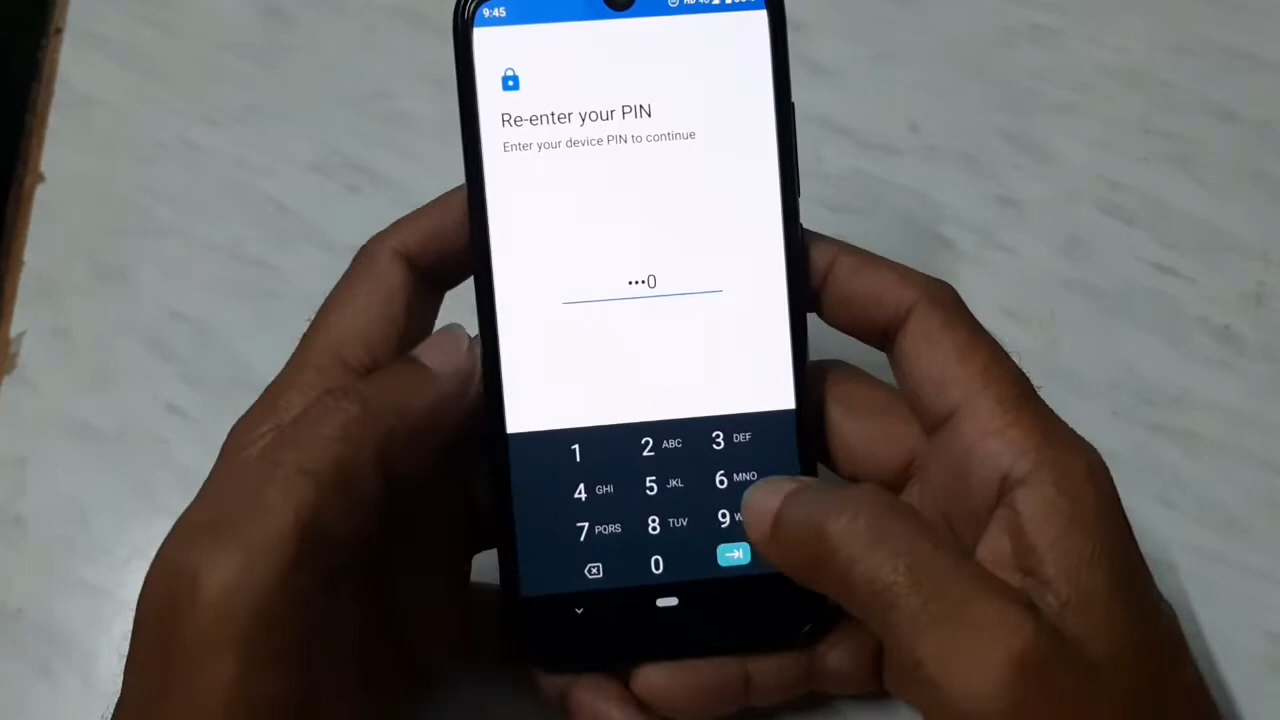 9:45
Re-enter your PIN
Enter your device PIN to continue
•••0
1 2 ABC 3 DEF
4 GHI 5 JKL 6 MNO
7 PQRS 8 TUV 9
0